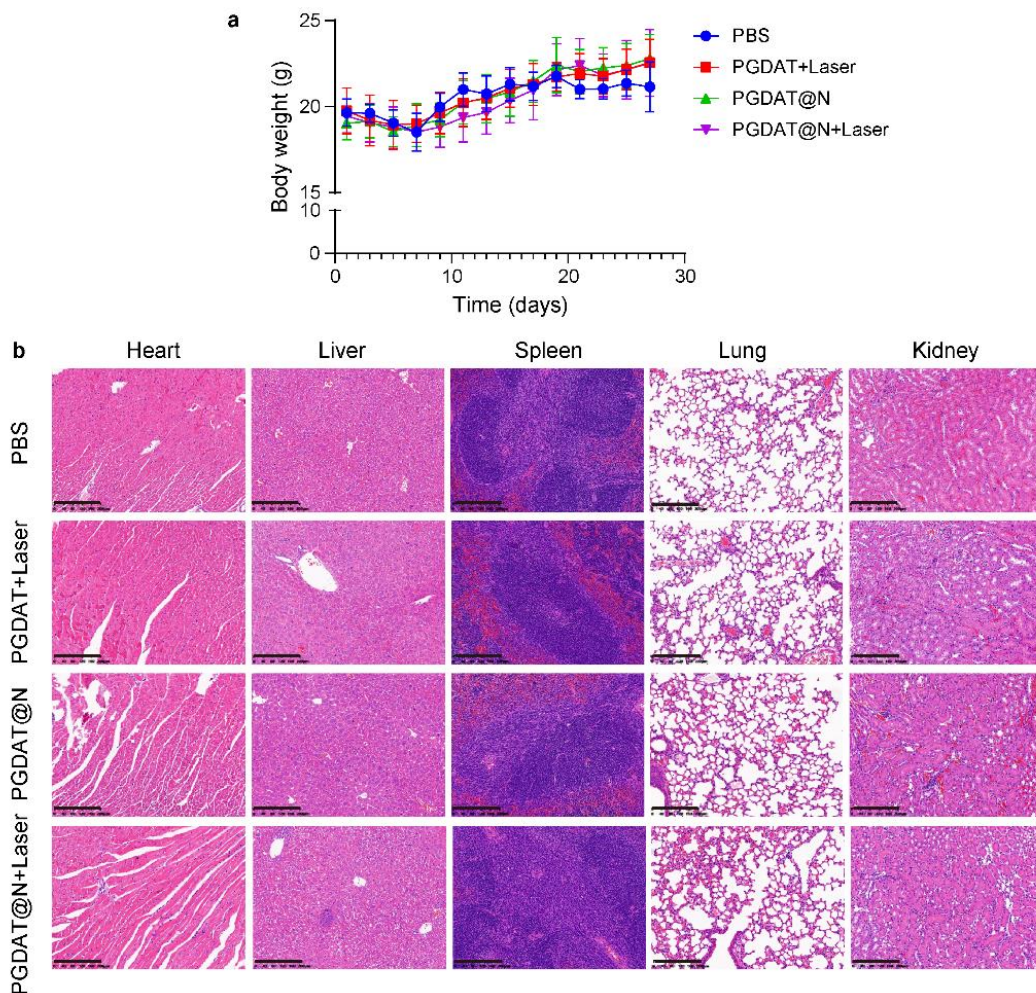 a
25
20
15
10
0
Body weight (g)
0
10
20
30
Time (days)
PBS
PGDAT+Laser
PGDAT@N
PGDAT@N+Laser
b
Heart
Liver
Spleen
Lung
Kidney
PBS
PGDAT+Laser
PGDAT@N
PGDAT@N+Laser